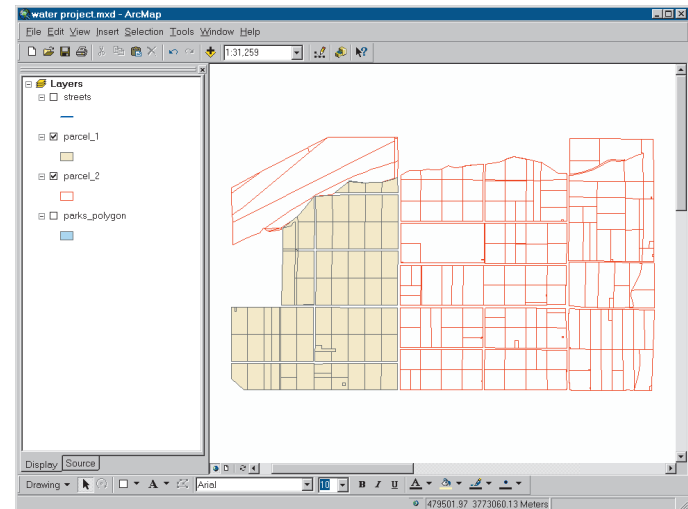 water project.mxd - ArcMap
File Edit View Insert Selection Tools Window Help
1:31,259
Layers
streets
parcel_1
parcel_2
parks_polygon
Display Source
Drawing A Arial 10 B I U A
479501.97 3773060.13 Meters